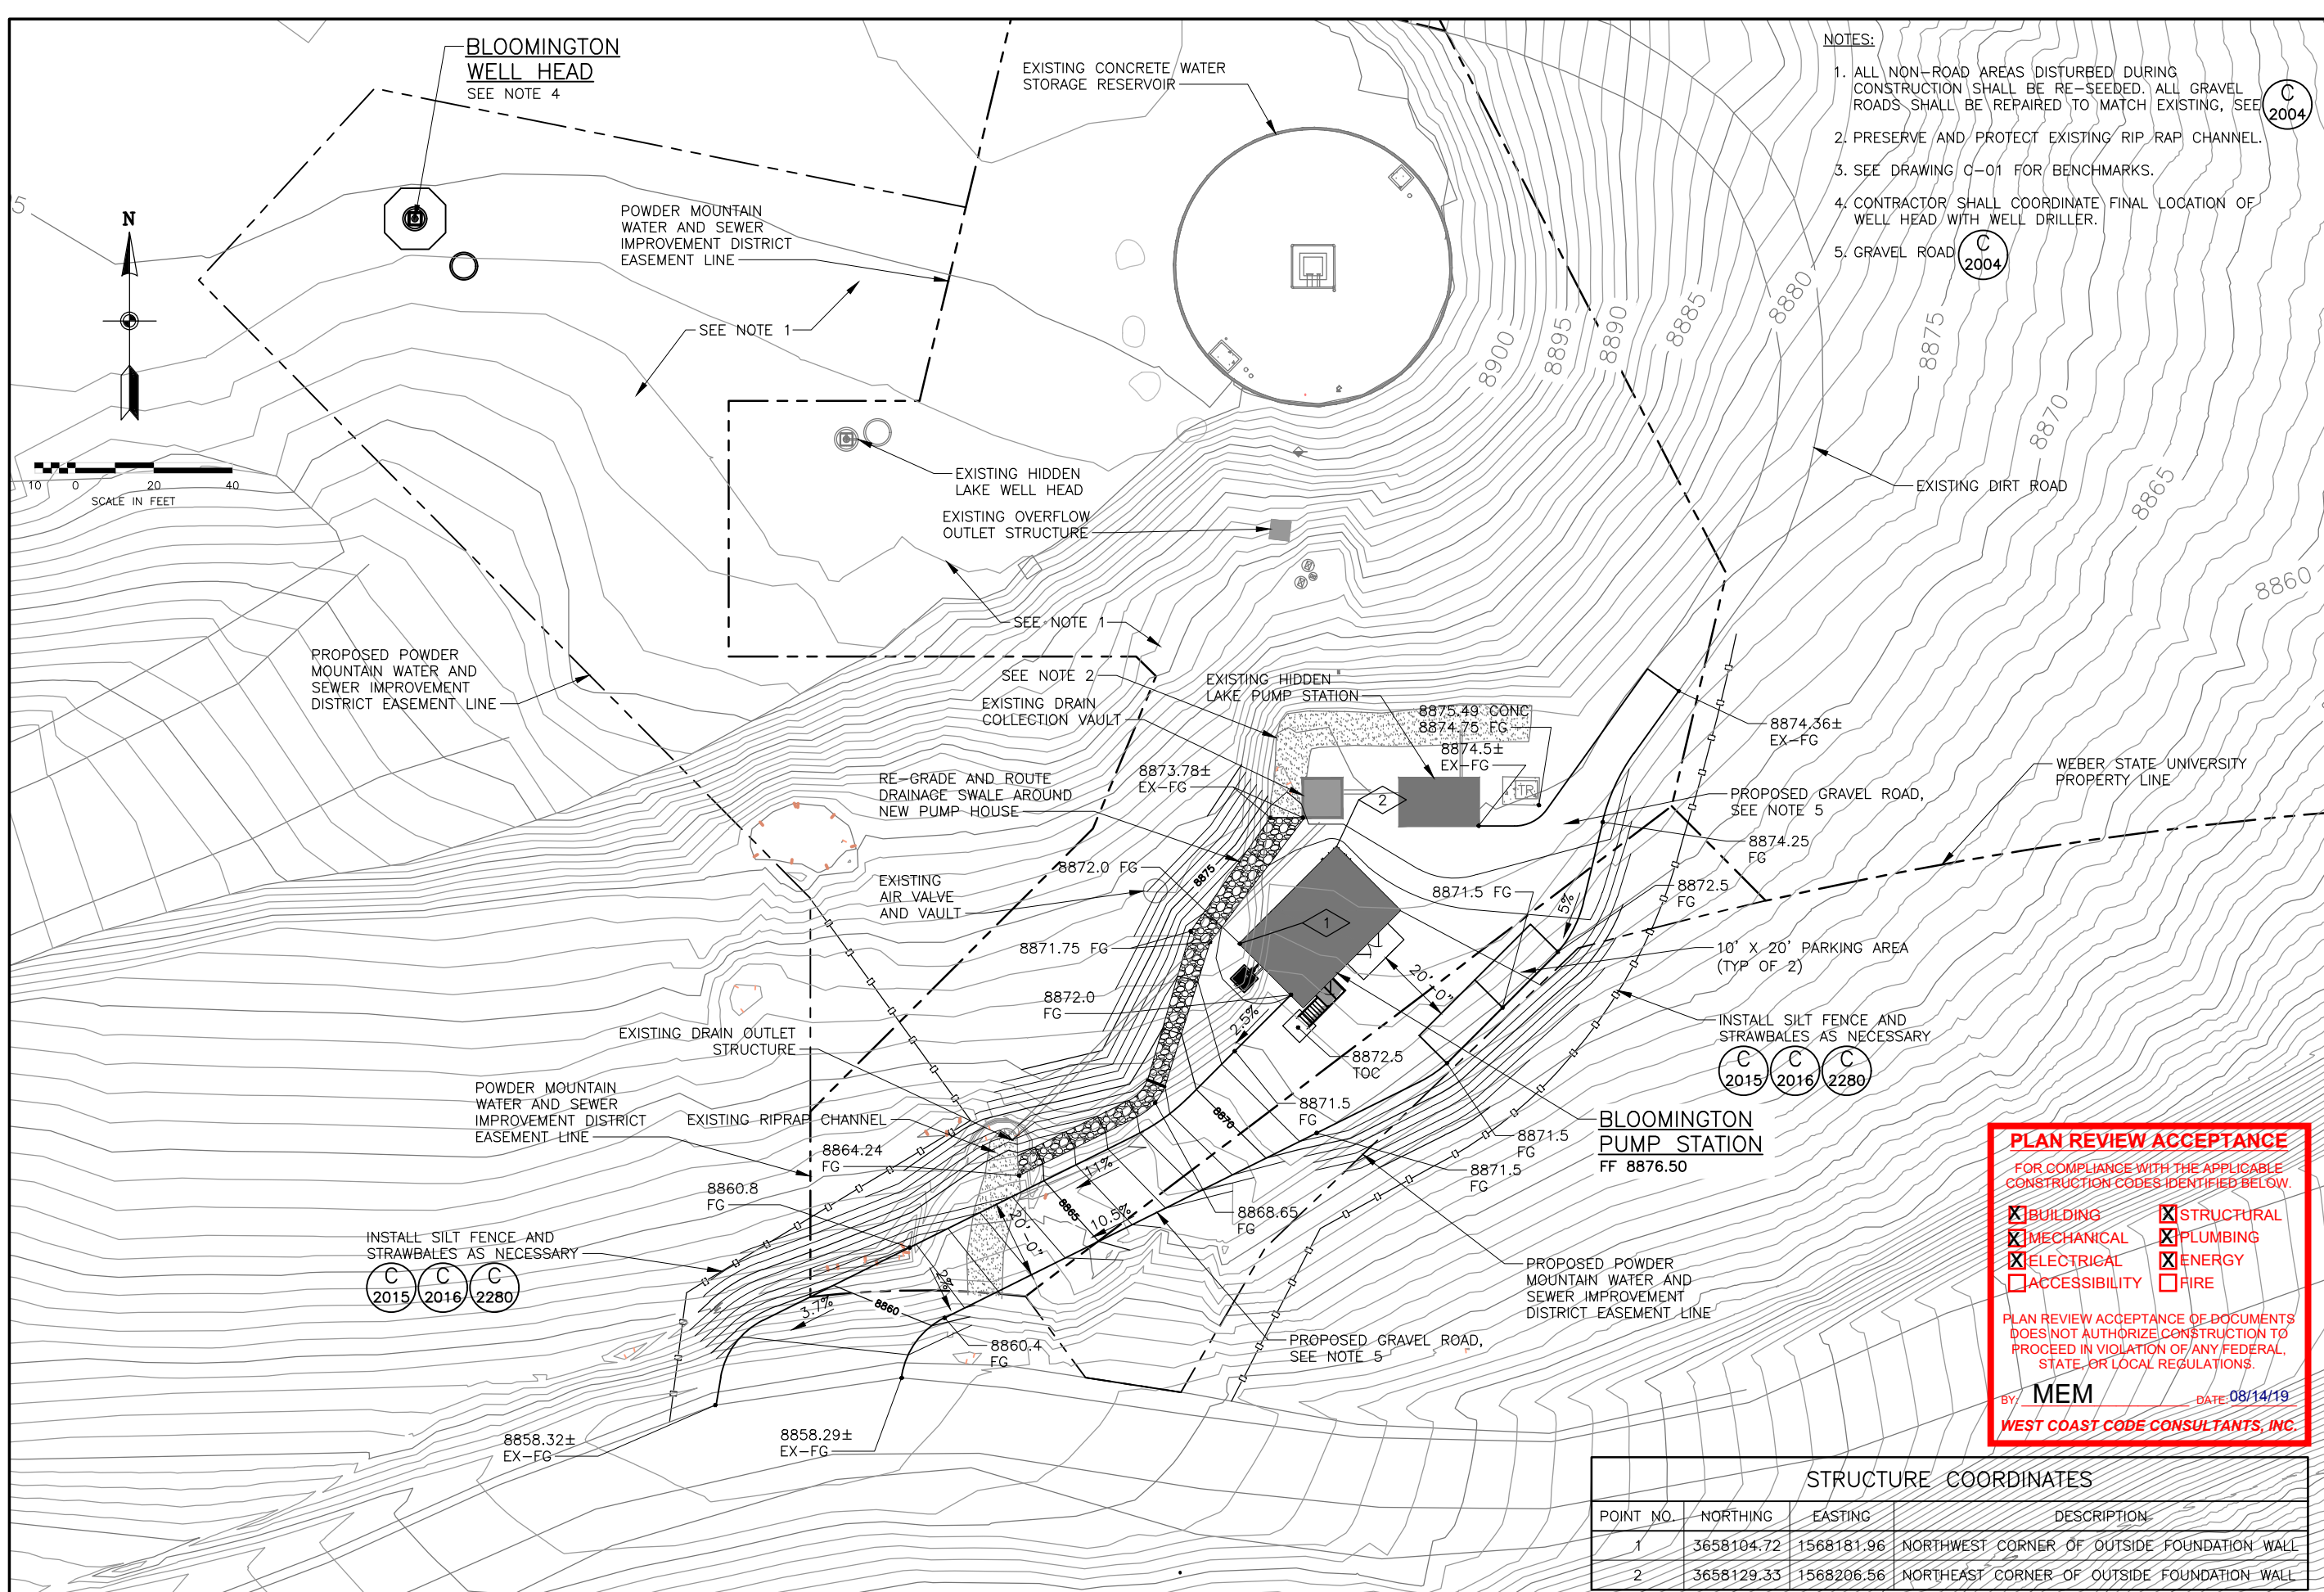 BLOOMINGTON
WELL HEAD
SEE NOTE 4
EXISTING CONCRETE WATER
STORAGE RESERVOIR
NOTES:
1. ALL NON-ROAD AREAS DISTURBED DURING
CONSTRUCTION SHALL BE RE-SEEDED. ALL GRAVEL
ROADS SHALL BE REPAIRED TO MATCH EXISTING, SEE
C
2004
2. PRESERVE AND PROTECT EXISTING RIP RAP CHANNEL.
3. SEE DRAWING C-01 FOR BENCHMARKS.
4. CONTRACTOR SHALL COORDINATE FINAL LOCATION OF
WELL HEAD WITH WELL DRILLER.
5. GRAVEL ROAD
C
2004
N
POWDER MOUNTAIN
WATER AND SEWER
IMPROVEMENT DISTRICT
EASEMENT LINE
SEE NOTE 1
8900
8895
8890
8885
8880
8875
8870
8865
8860
10 0 20 40
SCALE IN FEET
EXISTING HIDDEN
LAKE WELL HEAD
EXISTING OVERFLOW
OUTLET STRUCTURE
EXISTING DIRT ROAD
SEE NOTE 1
PROPOSED POWDER
MOUNTAIN WATER AND
SEWER IMPROVEMENT
DISTRICT EASEMENT LINE
SEE NOTE 2
EXISTING DRAIN
COLLECTION VAULT
EXISTING HIDDEN
LAKE PUMP STATION
8875.49 CONC
8874.75 FG
8874.5±
EX-FG
8874.36±
EX-FG
TR
2
8873.78±
EX-FG
RE-GRADE AND ROUTE
DRAINAGE SWALE AROUND
NEW PUMP HOUSE
WEBER STATE UNIVERSITY
PROPERTY LINE
PROPOSED GRAVEL ROAD,
SEE NOTE 5
8874.25
FG
8872.0 FG
8875
EXISTING
AIR VALVE
AND VAULT
8871.5 FG
8872.5
FG
5%
1
8871.75 FG
10' X 20' PARKING AREA
(TYP OF 2)
20'-0"
8872.0
FG
2.5%
EXISTING DRAIN OUTLET
STRUCTURE
INSTALL SILT FENCE AND
STRAWBALES AS NECESSARY
C
2015
C
2016
C
2280
8872.5
TOC
POWDER MOUNTAIN
WATER AND SEWER
IMPROVEMENT DISTRICT
EASEMENT LINE
EXISTING RIPRAP CHANNEL
8870
8871.5
FG
8871.5
FG
8871.5
FG
BLOOMINGTON
PUMP STATION
FF 8876.50
8864.24
FG
8860.8
FG
11%
8865
10.5%
20'-0"
8868.65
FG
INSTALL SILT FENCE AND
STRAWBALES AS NECESSARY
C
2015
C
2016
C
2280
2%
3.7%
8860
8860.4
FG
PROPOSED GRAVEL ROAD,
SEE NOTE 5
PROPOSED POWDER
MOUNTAIN WATER AND
SEWER IMPROVEMENT
DISTRICT EASEMENT LINE
8858.32±
EX-FG
8858.29±
EX-FG
PLAN REVIEW ACCEPTANCE
FOR COMPLIANCE WITH THE APPLICABLE
CONSTRUCTION CODES IDENTIFIED BELOW.
X BUILDING X STRUCTURAL
X MECHANICAL X PLUMBING
X ELECTRICAL X ENERGY
ACCESSIBILITY FIRE
PLAN REVIEW ACCEPTANCE OF DOCUMENTS
DOES NOT AUTHORIZE CONSTRUCTION TO
PROCEED IN VIOLATION OF ANY FEDERAL,
STATE, OR LOCAL REGULATIONS.
BY: MEM DATE: 08/14/19
WEST COAST CODE CONSULTANTS, INC.
STRUCTURE COORDINATES
POINT NO. NORTHING EASTING DESCRIPTION
1 3658104.72 1568181.96 NORTHWEST CORNER OF OUTSIDE FOUNDATION WALL
2 3658129.33 1568206.56 NORTHEAST CORNER OF OUTSIDE FOUNDATION WALL